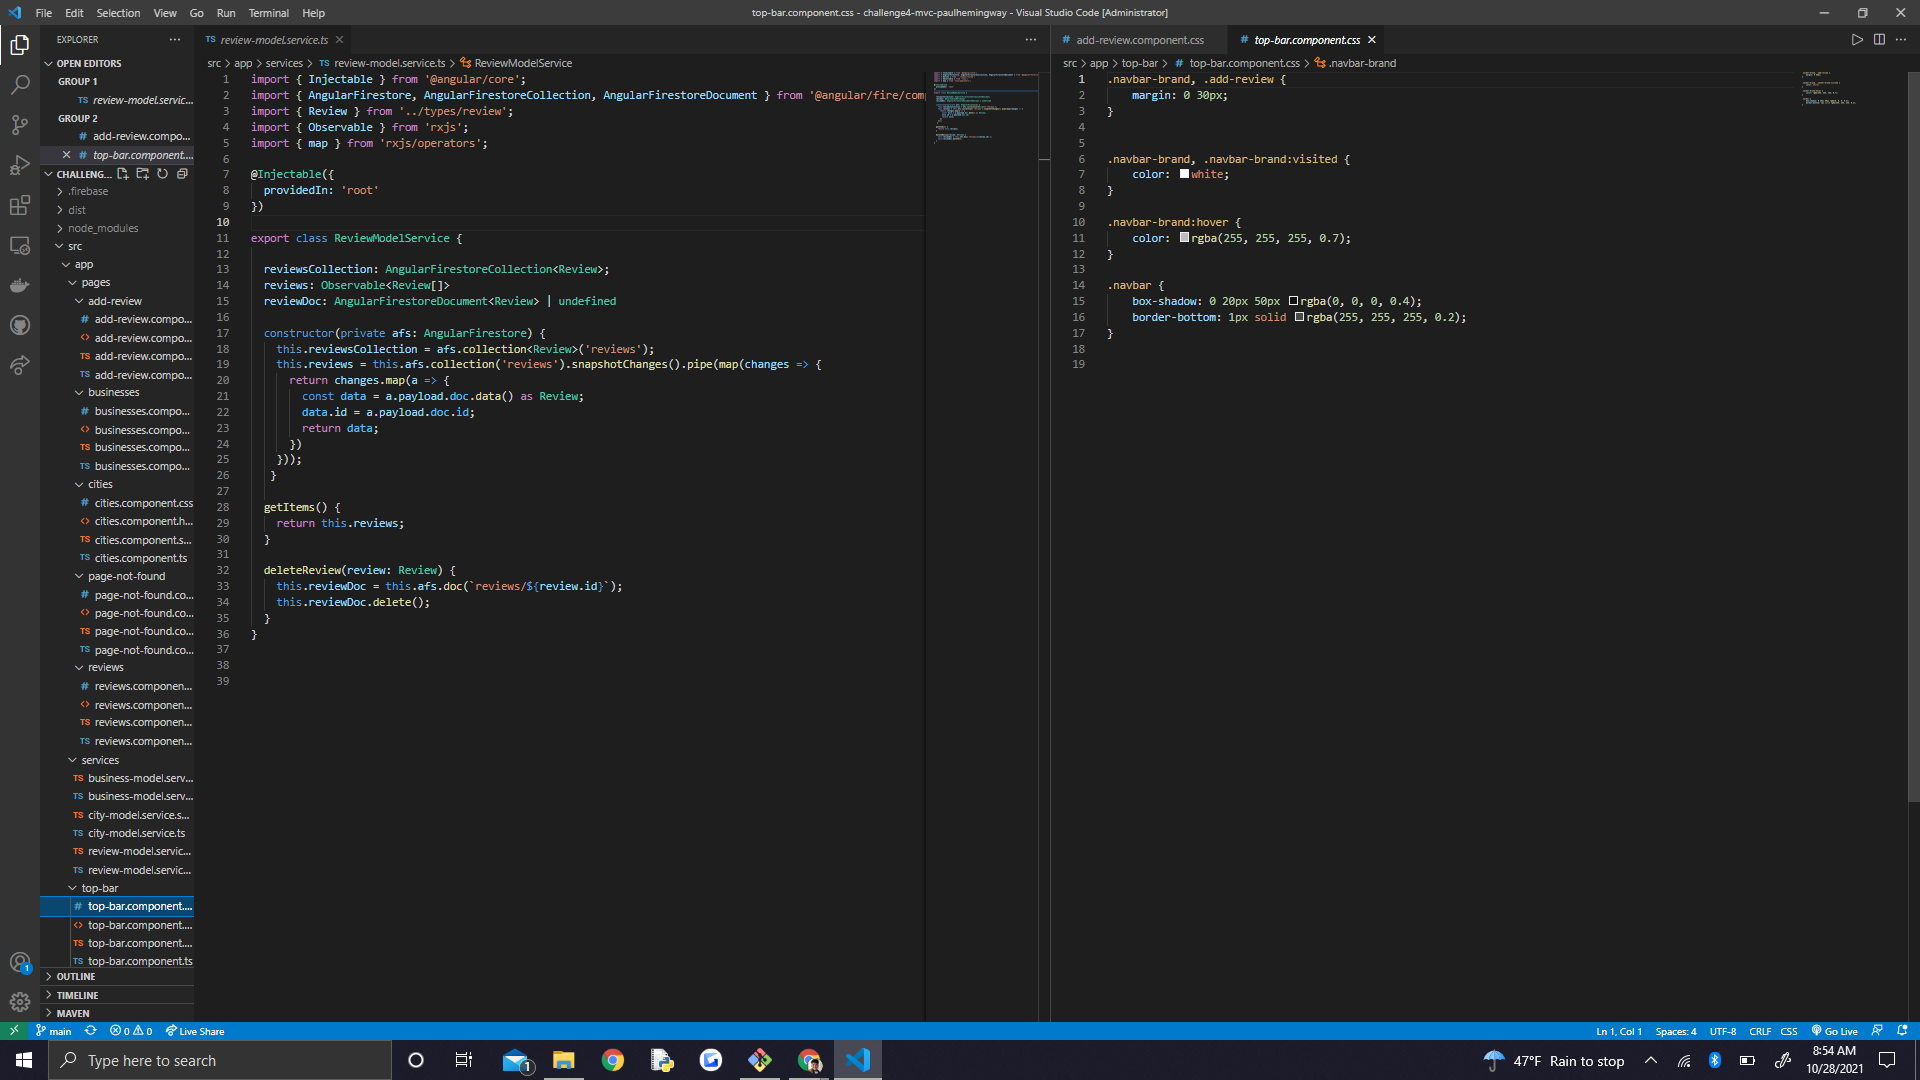 File Edit Selection View Go Run Terminal Help
top-bar.component.css - challenge4-mvc-paulhemingway - Visual Studio Code [Administrator]
EXPLORER
OPEN EDITORS
GROUP 1
TS review-model.servic...
GROUP 2
# add-review.compo...
# top-bar.component....
CHALLENG...
.firebase
dist
node_modules
src
app
pages
add-review
# add-review.compo...
<> add-review.compo...
TS add-review.compo...
TS add-review.compo...
businesses
# businesses.compo...
<> businesses.compo...
TS businesses.compo...
TS businesses.compo...
cities
# cities.component.css
<> cities.component.h...
TS cities.component.s...
TS cities.component.ts
page-not-found
# page-not-found.co...
<> page-not-found.co...
TS page-not-found.co...
TS page-not-found.co...
reviews
# reviews.componen...
<> reviews.componen...
TS reviews.componen...
TS reviews.componen...
services
TS business-model.serv...
TS business-model.serv...
TS city-model.service.s...
TS city-model.service.ts
TS review-model.servic...
TS review-model.servic...
top-bar
# top-bar.component....
<> top-bar.component....
TS top-bar.component....
TS top-bar.component.ts
OUTLINE
TIMELINE
MAVEN
1
TS review-model.service.ts
src > app > services > TS review-model.service.ts > ReviewModelService
1 import { Injectable } from '@angular/core';
2 import { AngularFirestore, AngularFirestoreCollection, AngularFirestoreDocument } from '@angular/fire/com
3 import { Review } from '../types/review';
4 import { Observable } from 'rxjs';
5 import { map } from 'rxjs/operators';
6
7 @Injectable({
8 providedIn: 'root'
9 })
10
11 export class ReviewModelService {
12
13 reviewsCollection: AngularFirestoreCollection<Review>;
14 reviews: Observable<Review[]>
15 reviewDoc: AngularFirestoreDocument<Review> | undefined
16
17 constructor(private afs: AngularFirestore) {
18 this.reviewsCollection = afs.collection<Review>('reviews');
19 this.reviews = this.afs.collection('reviews').snapshotChanges().pipe(map(changes => {
20 return changes.map(a => {
21 const data = a.payload.doc.data() as Review;
22 data.id = a.payload.doc.id;
23 return data;
24 })
25 }));
26 }
27
28 getItems() {
29 return this.reviews;
30 }
31
32 deleteReview(review: Review) {
33 this.reviewDoc = this.afs.doc(`reviews/${review.id}`);
34 this.reviewDoc.delete();
35 }
36 }
37
38
39
# add-review.component.css # top-bar.component.css
src > app > top-bar > # top-bar.component.css > .navbar-brand
1 .navbar-brand, .add-review {
2 margin: 0 30px;
3 }
4
5
6 .navbar-brand, .navbar-brand:visited {
7 color: white;
8 }
9
10 .navbar-brand:hover {
11 color: rgba(255, 255, 255, 0.7);
12 }
13
14 .navbar {
15 box-shadow: 0 20px 50px rgba(0, 0, 0, 0.4);
16 border-bottom: 1px solid rgba(255, 255, 255, 0.2);
17 }
18
19
main 0 0 Live Share
Ln 1, Col 1 Spaces: 4 UTF-8 CRLF CSS Go Live
Type here to search
1
47°F Rain to stop
8:54 AM
10/28/2021